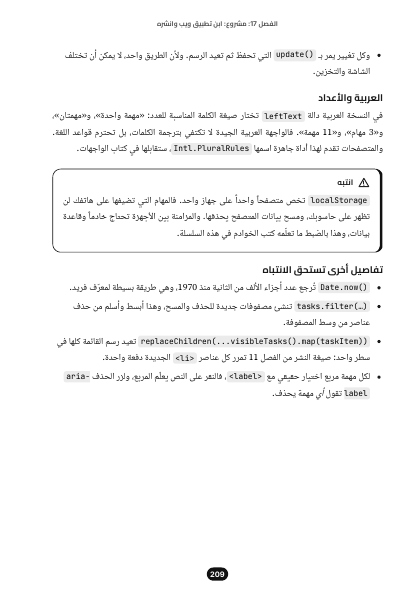 الفصل 17: مشروع: ابنِ تطبيق ويب وانشره
• وكل تغيير يمر بـ update() التي تحفظ ثم تعيد الرسم. ولأن الطريق واحد، لا يمكن أن تختلف
الشاشة والتخزين.
العربية والأعداد
في النسخة العربية دالة leftText تختار صيغة الكلمة المناسبة للعدد: «مهمة واحدة»، و«مهمتان»،
و«3 مهام»، و«11 مهمة». فالواجهة العربية الجيدة لا تكتفي بترجمة الكلمات، بل تحترم قواعد اللغة.
والمتصفحات تقدم لهذا أداة جاهزة اسمها Intl.PluralRules، ستقابلها في كتاب الواجهات.
انتبه
localStorage تخص متصفحاً واحداً على جهاز واحد. فالمهام التي تضيفها على هاتفك لن
تظهر على حاسوبك، ومسح بيانات المتصفح يحذفها. والمزامنة بين الأجهزة تحتاج خادماً وقاعدة
بيانات، وهذا بالضبط ما تعلّمه كتب الخوادم في هذه السلسلة.
تفاصيل أخرى تستحق الانتباه
• Date.now() تُرجع عدد أجزاء الألف من الثانية منذ 1970، وهي طريقة بسيطة لمعرّف فريد.
• tasks.filter(…) تنشئ مصفوفات جديدة للحذف والمسح، وهذا أبسط وأسلم من حذف
عناصر من وسط المصفوفة.
• replaceChildren(...visibleTasks().map(taskItem)) تعيد رسم القائمة كلها في
سطر واحد: صيغة النشر من الفصل 11 تمرر كل عناصر <li> الجديدة دفعة واحدة.
• لكل مهمة مربع اختيار حقيقي مع <label>، فالنقر على النص يعلّم المربع، ولزر الحذف aria-
label تقول أي مهمة يحذف.
209